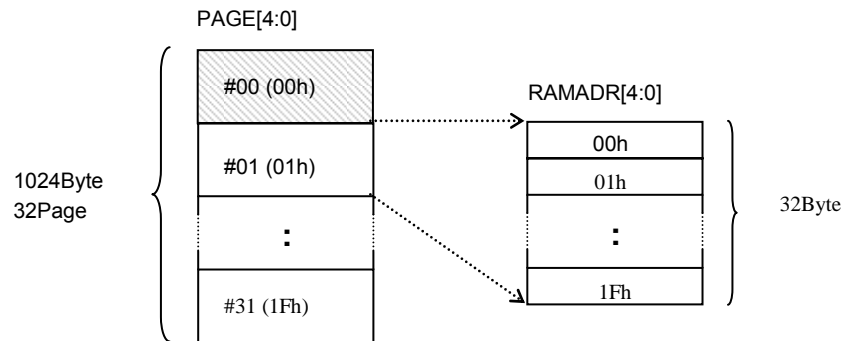 PAGE[4:0]
#00 (00h)
#01 (01h)
:
#31 (1Fh)
1024Byte
32Page
RAMADR[4:0]
00h
01h
:
1Fh
32Byte